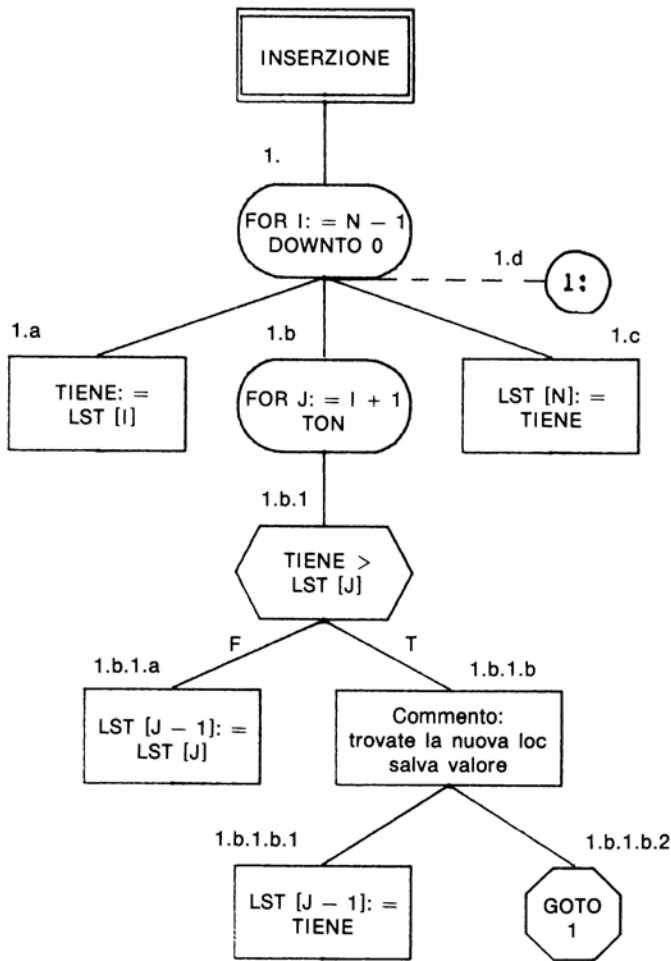 INSERZIONE
1.
FOR I: = N – 1
DOWNTO 0
1.d
1:
1.a
1.b
1.c
TIENE: =
LST [I]
FOR J: = I + 1
TON
LST [N]: =
TIENE
1.b.1
TIENE >
LST [J]
F
T
1.b.1.a
1.b.1.b
LST [J – 1]: =
LST [J]
Commento:
trovate la nuova loc
salva valore
1.b.1.b.1
1.b.1.b.2
LST [J – 1]: =
TIENE
GOTO
1